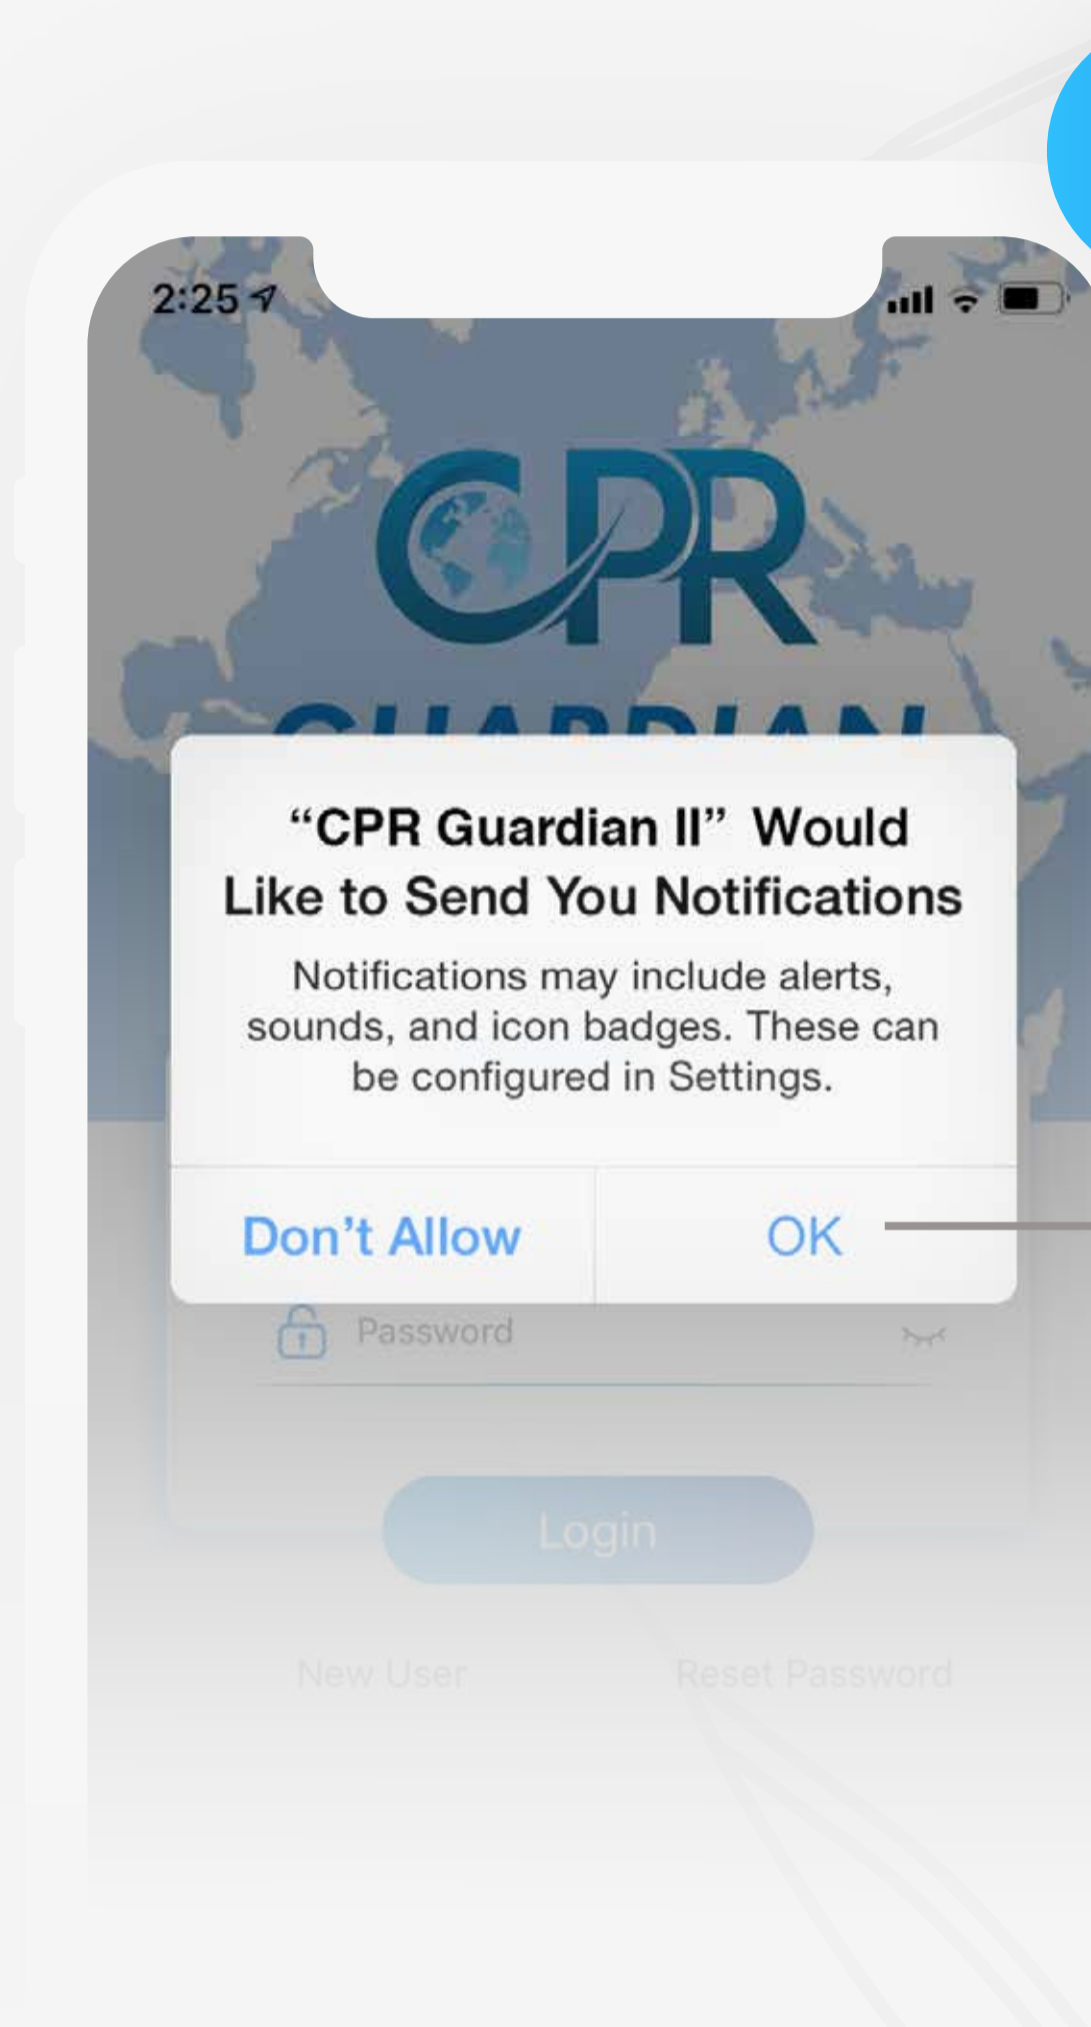 2:25
CPR
GUARDIAN
“CPR Guardian II” Would
Like to Send You Notifications
Notifications may include alerts,
sounds, and icon badges. These can
be configured in Settings.
Don’t Allow OK
Password
Login
New User Reset Password